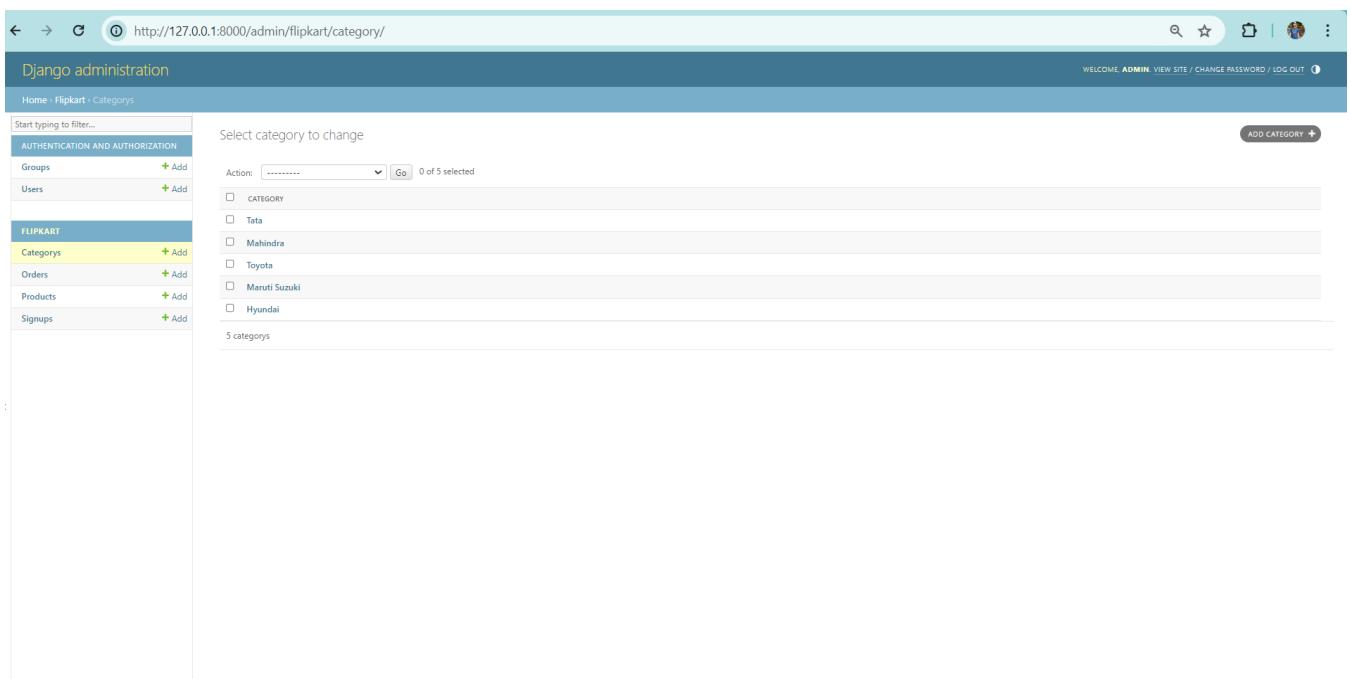 http://127.0.0.1:8000/admin/flipkart/category/
Django administration
WELCOME, ADMIN. VIEW SITE / CHANGE PASSWORD / LOG OUT
Home › Flipkart › Categorys
Start typing to filter...
AUTHENTICATION AND AUTHORIZATION
Groups + Add
Users + Add
FLIPKART
Categorys + Add
Orders + Add
Products + Add
Signups + Add
Select category to change
ADD CATEGORY +
Action: --------- Go 0 of 5 selected
CATEGORY
Tata
Mahindra
Toyota
Maruti Suzuki
Hyundai
5 categorys